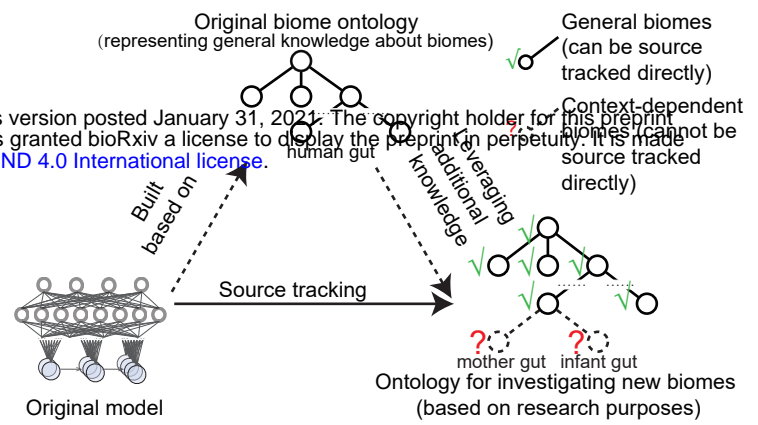 Original biome ontology
(representing general knowledge about biomes)
General biomes
(can be source
tracked directly)
√
s version posted January 31, 2021. The copyright holder for this preprint
s granted bioRxiv a license to display the preprint in perpetuity. It is made
ND 4.0 International license.
?
Context-dependent
biomes (cannot be
source tracked
directly)
human gut
Built
based on
Leveraging
additional
knowledge
Source tracking
√
√ √ √
√ √
? ?
mother gut infant gut
Original model
Ontology for investigating new biomes
(based on research purposes)